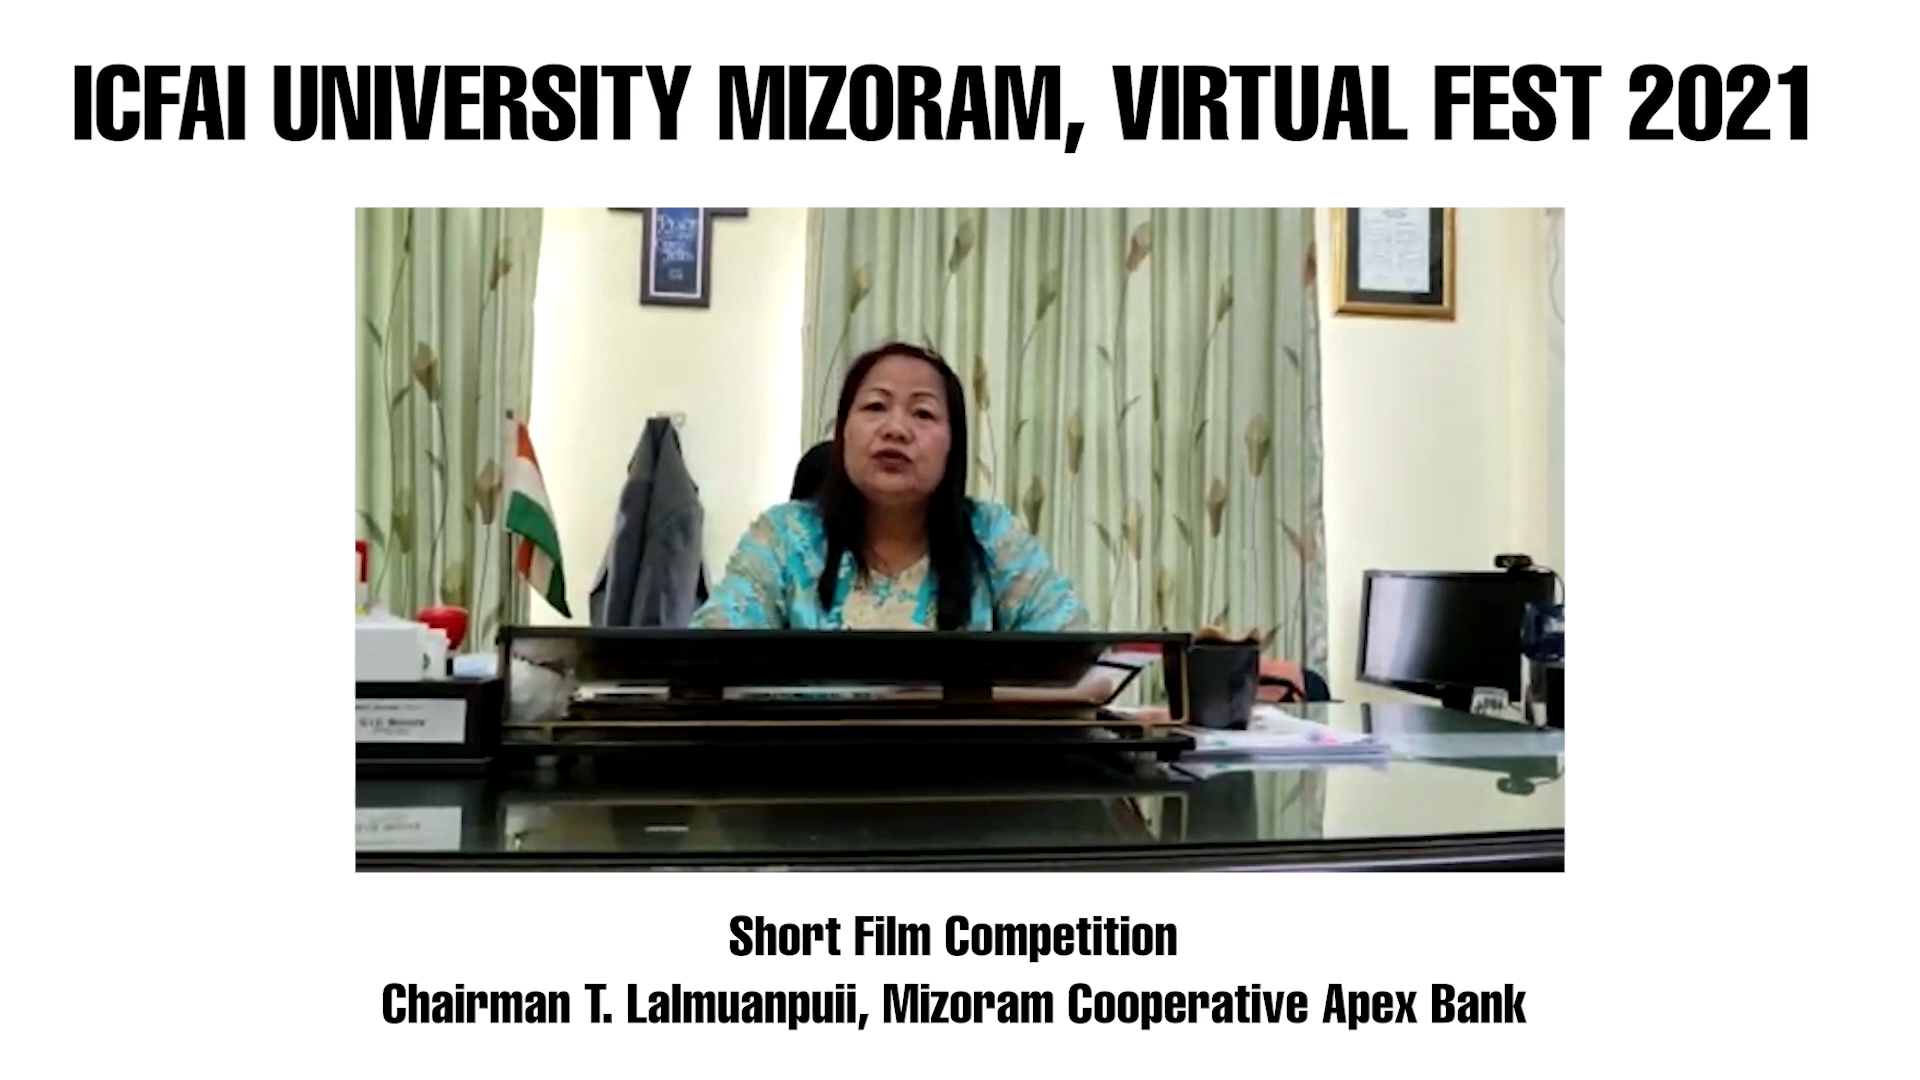 ICFAI UNIVERSITY MIZORAM, VIRTUAL FEST 2021
Short Film Competition
Chairman T. Lalmuanpuii, Mizoram Cooperative Apex Bank